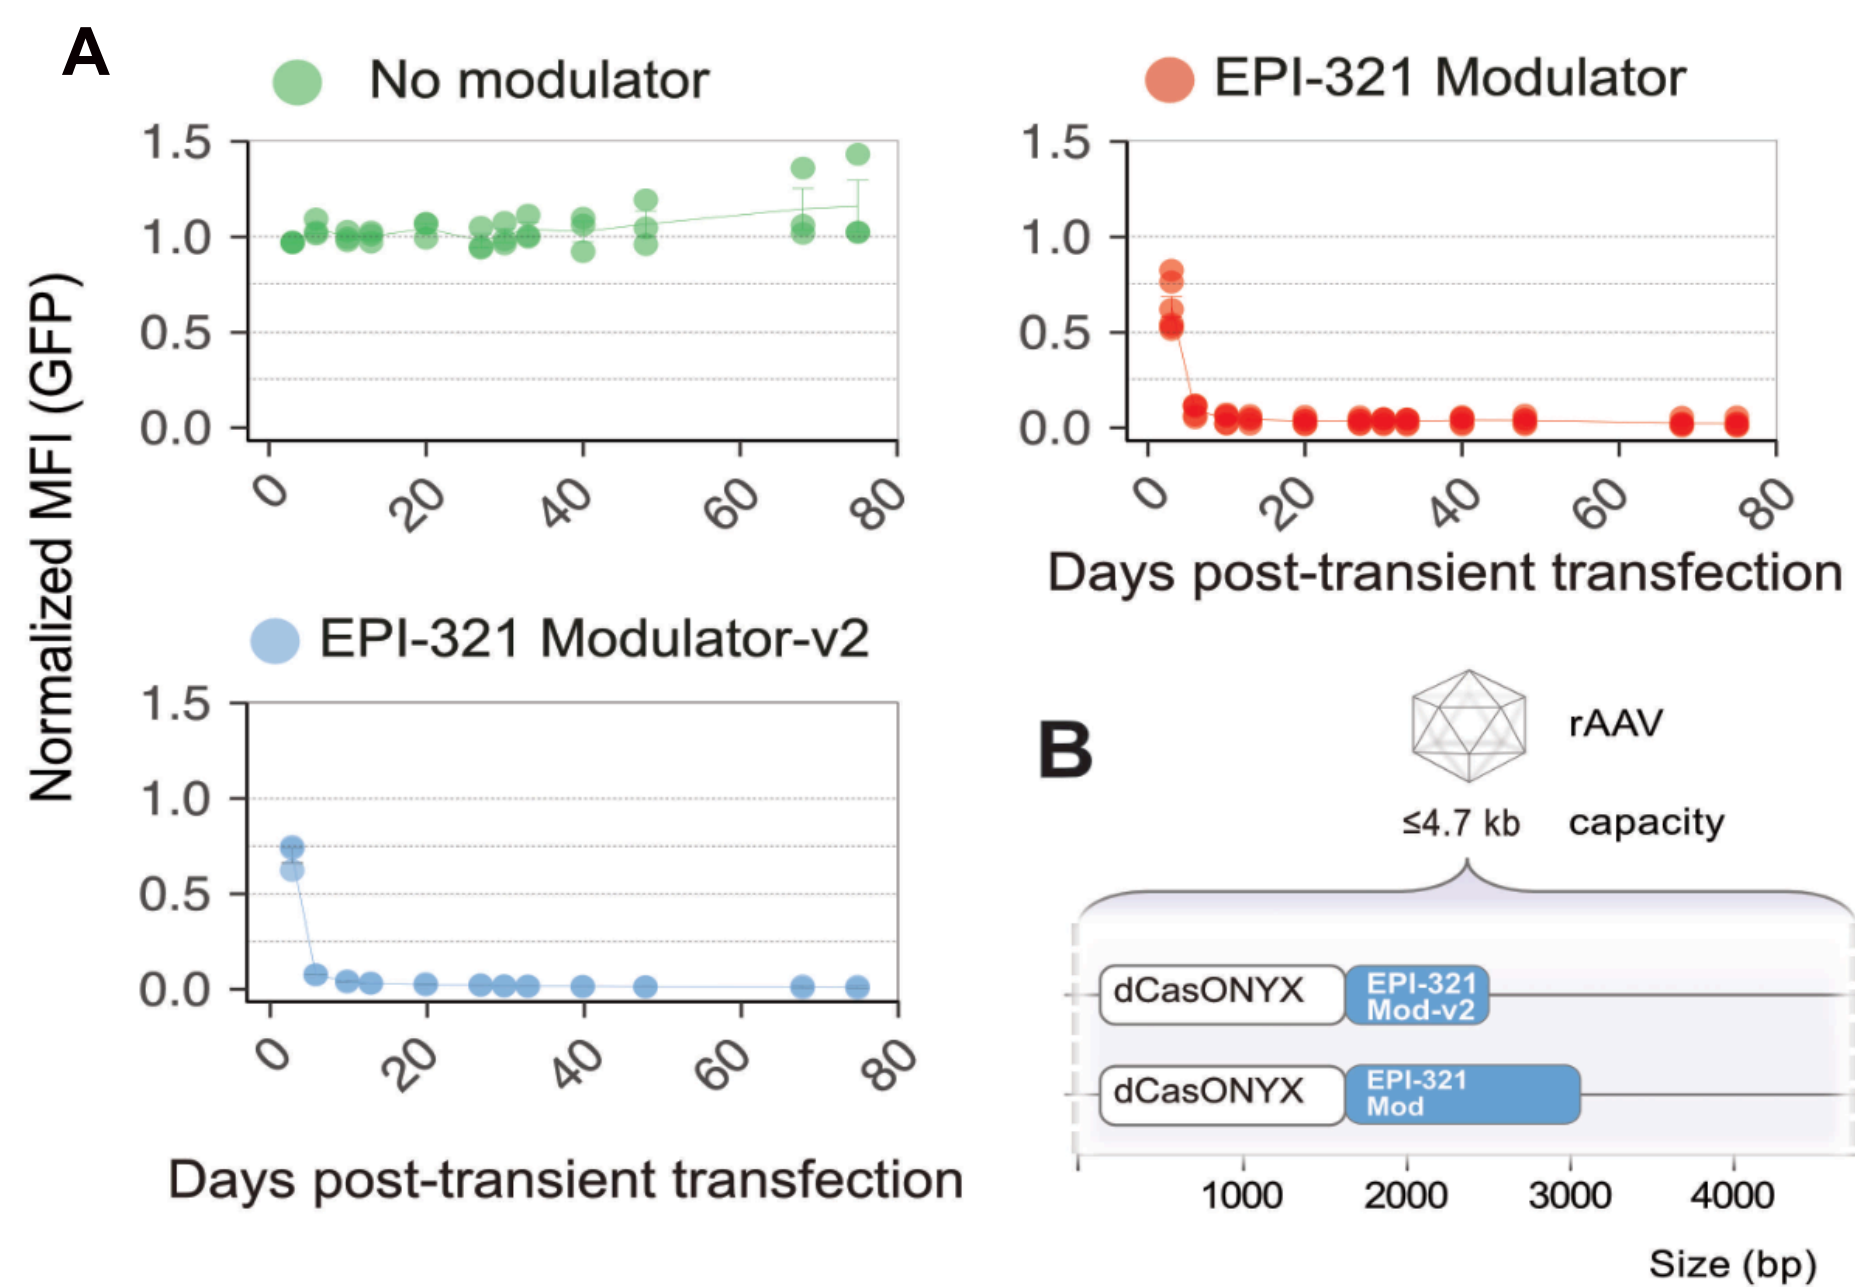 A
No modulator
EPI-321 Modulator
Normalized MFI (GFP)
1.5
1.0
0.5
0.0
0
20
40
60
80
1.5
1.0
0.5
0.0
0
20
40
60
80
Days post-transient transfection
EPI-321 Modulator-v2
1.5
1.0
0.5
0.0
0
20
40
60
80
Days post-transient transfection
B
rAAV
≤4.7 kb capacity
dCasONYX
EPI-321
Mod-v2
dCasONYX
EPI-321
Mod
1000
2000
3000
4000
Size (bp)